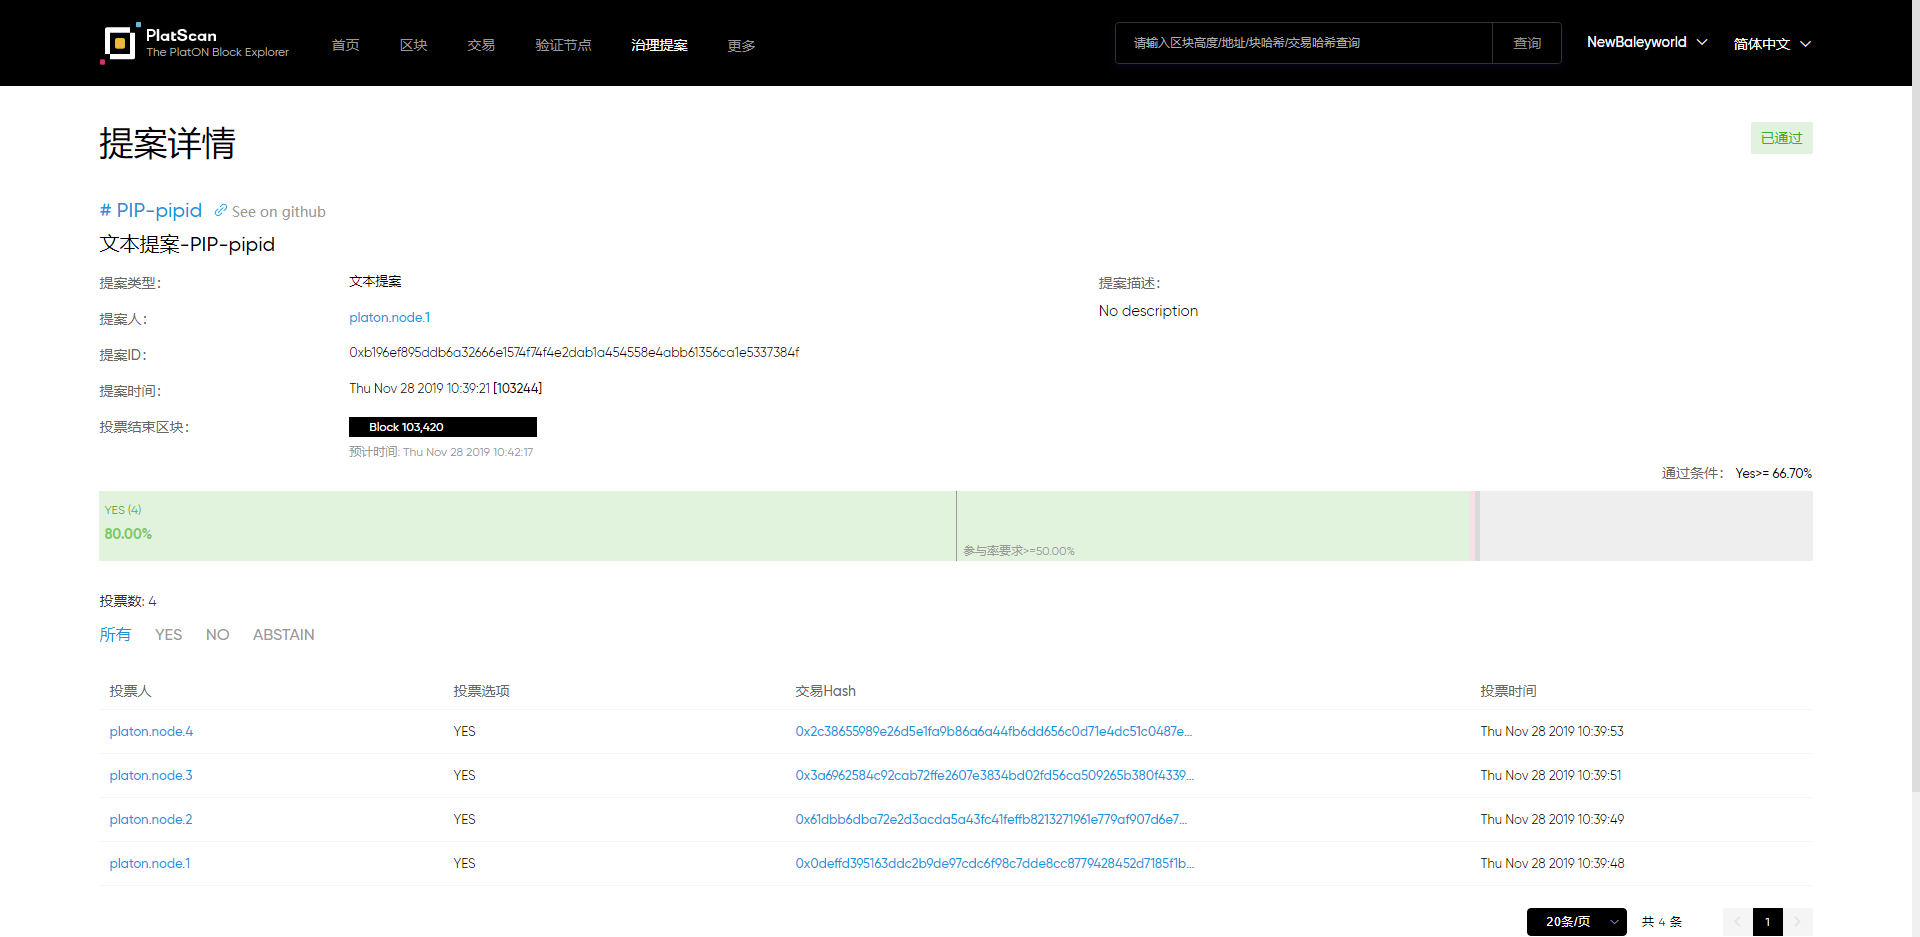 PlatScan
The PlatON Block Explorer
首页 区块 交易 验证节点 治理提案 更多
请输入区块高度/地址/块哈希/交易哈希查询 查询
NewBaleyworld 简体中文
提案详情
已通过
# PIP-pipid See on github
文本提案-PIP-pipid
提案类型: 文本提案
提案人: platon.node.1
提案ID: 0xb196ef895ddb6a32666e1574f74f4e2dab1a454558e4abb61356ca1e5337384f
提案时间: Thu Nov 28 2019 10:39:21 [103244]
投票结束区块: Block 103,420
预计时间: Thu Nov 28 2019 10:42:17
提案描述:
No description
通过条件: Yes>= 66.70%
YES (4)
80.00%
参与率要求>=50.00%
投票数: 4
所有 YES NO ABSTAIN
投票人 投票选项 交易Hash 投票时间
platon.node.4 YES 0x2c38655989e26d5e1fa9b86a6a44fb6dd656c0d71e4dc51c0487e... Thu Nov 28 2019 10:39:53
platon.node.3 YES 0x3a6962584c92cab72ffe2607e3834bd02fd56ca509265b380f4339... Thu Nov 28 2019 10:39:51
platon.node.2 YES 0x61dbb6dba72e2d3acda5a43fc41feffb8213271961e779af907d6e7... Thu Nov 28 2019 10:39:49
platon.node.1 YES 0x0deffd395163ddc2b9de97cdc6f98c7dde8cc8779428452d7185f1b... Thu Nov 28 2019 10:39:48
20条/页 共 4 条 1